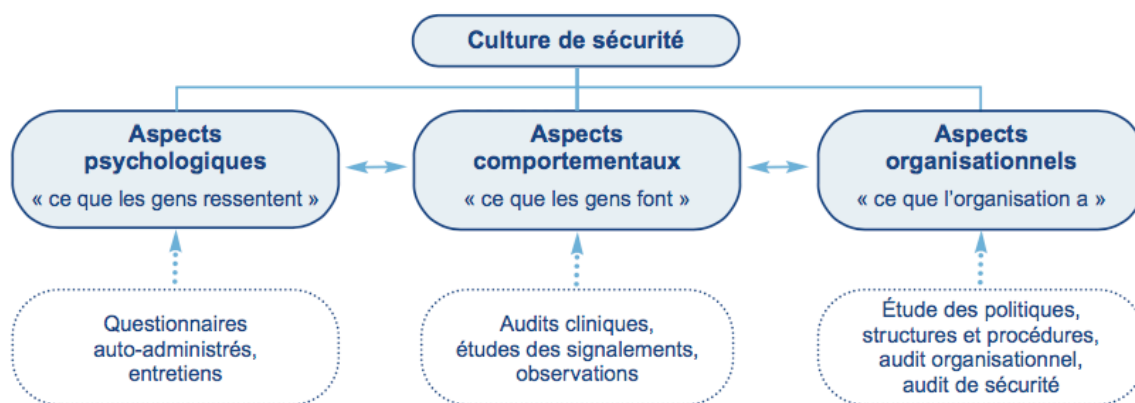 Culture de sécurité
Aspects
psychologiques
« ce que les gens ressentent »
Aspects
comportementaux
« ce que les gens font »
Aspects
organisationnels
« ce que l'organisation a »
Questionnaires
auto-administrés,
entretiens
Audits cliniques,
études des signalements,
observations
Étude des politiques,
structures et procédures,
audit organisationnel,
audit de sécurité